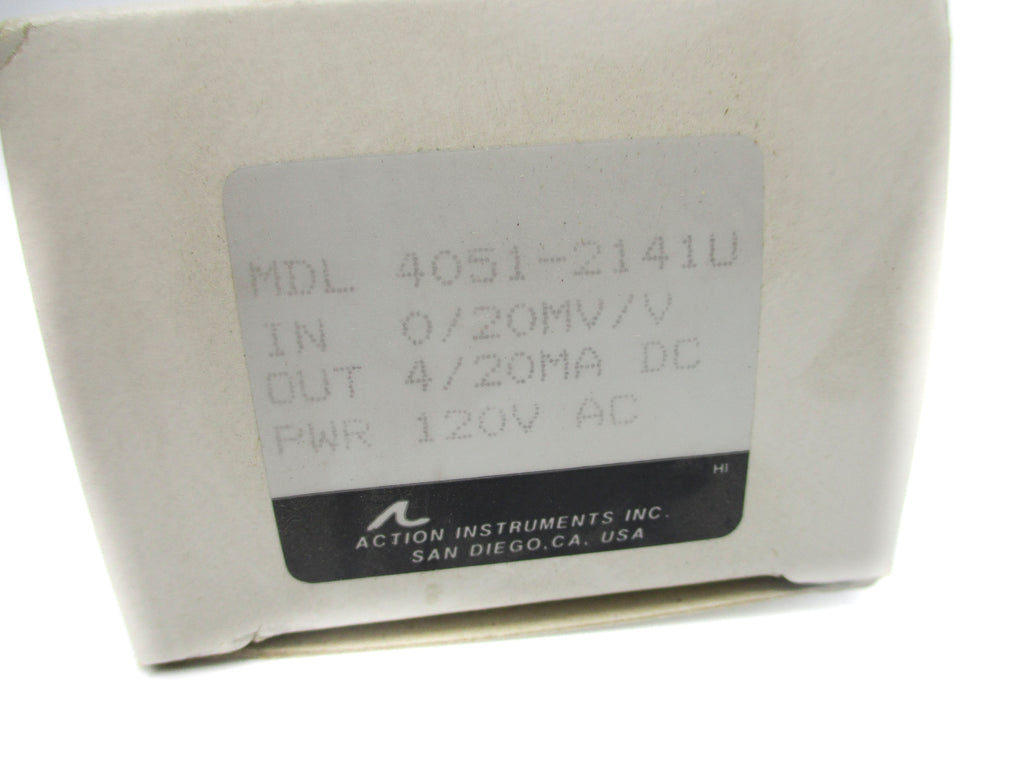 MDL 4051-2141U
IN 0/20MV/V
OUT 4/20MA DC
PWR 120V AC
HI
ACTION INSTRUMENTS INC.
SAN DIEGO, CA. USA